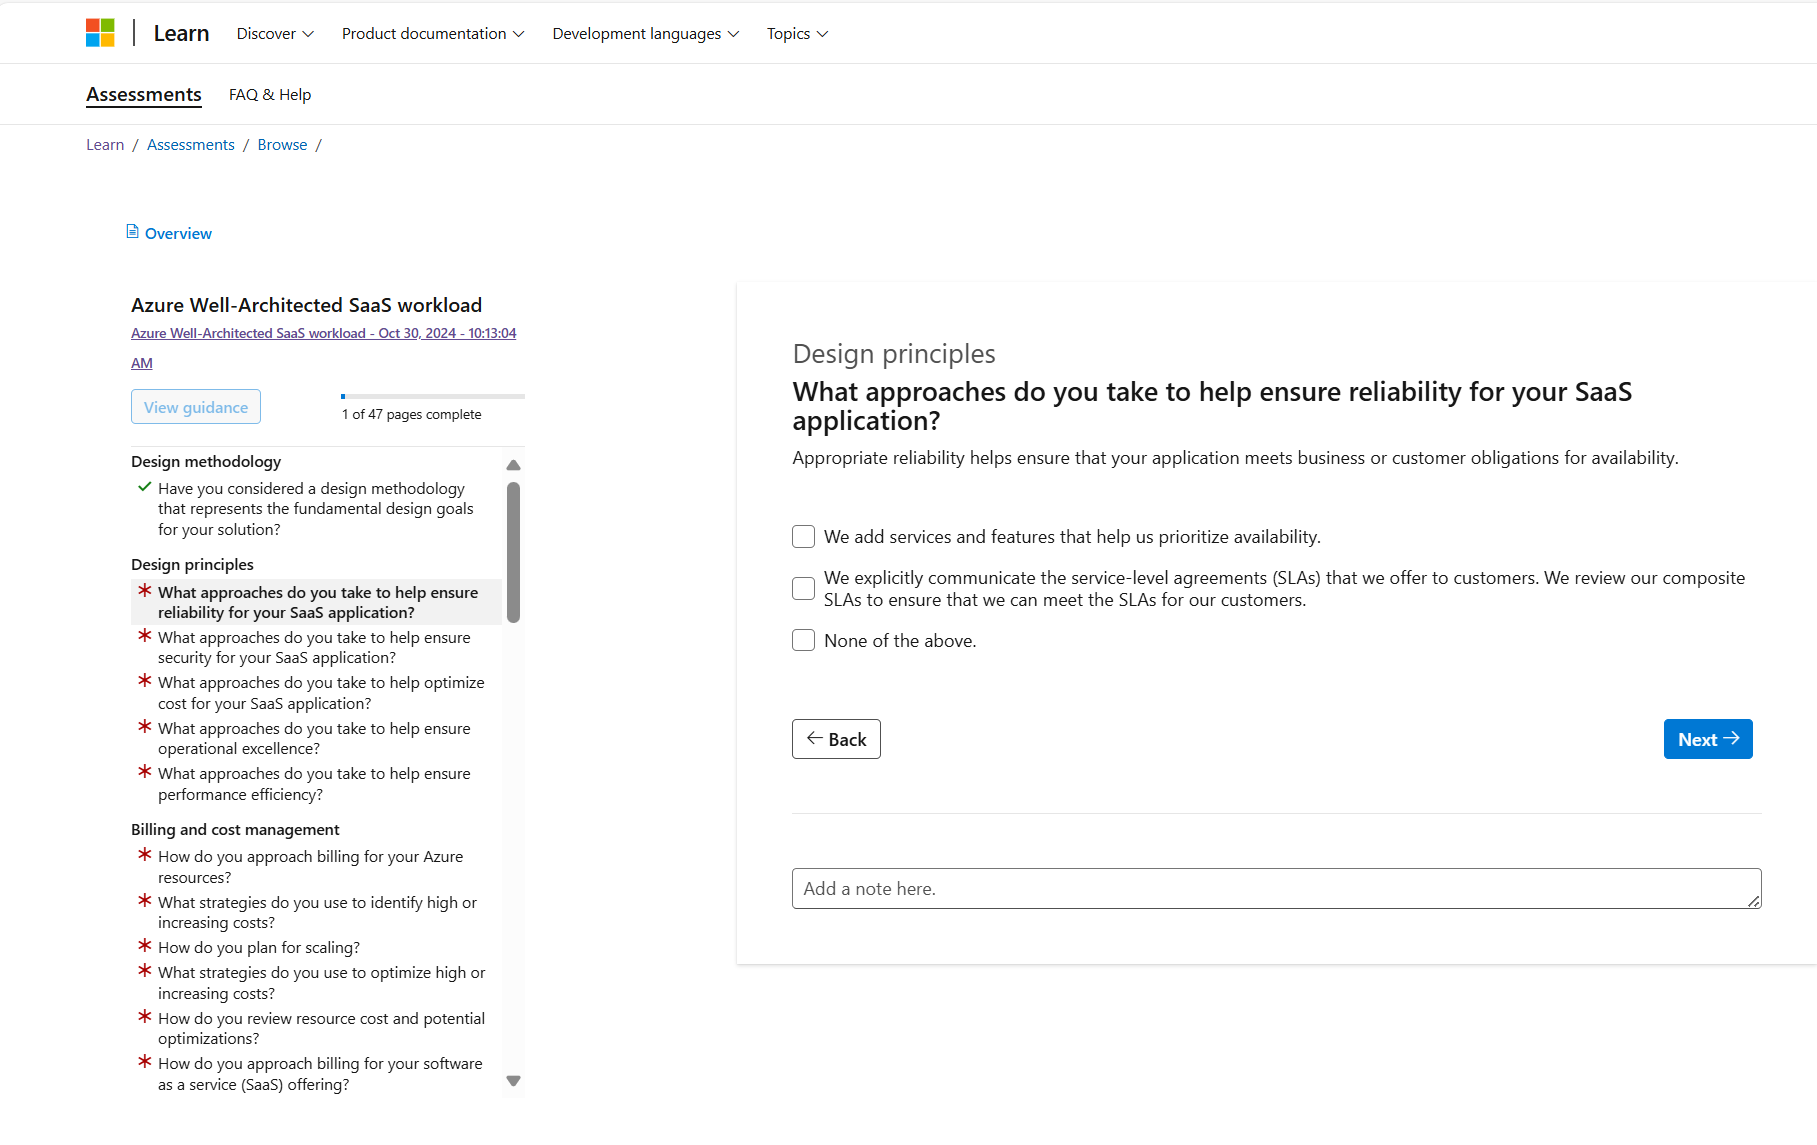 Learn
Discover
Product documentation
Development languages
Topics
Assessments
FAQ & Help
Learn / Assessments / Browse /
Overview
Azure Well-Architected SaaS workload
Azure Well-Architected SaaS workload - Oct 30, 2024 - 10:13:04
AM
View guidance
1 of 47 pages complete
Design methodology
Have you considered a design methodology
that represents the fundamental design goals
for your solution?
Design principles
What approaches do you take to help ensure
reliability for your SaaS application?
What approaches do you take to help ensure
security for your SaaS application?
What approaches do you take to help optimize
cost for your SaaS application?
What approaches do you take to help ensure
operational excellence?
What approaches do you take to help ensure
performance efficiency?
Billing and cost management
How do you approach billing for your Azure
resources?
What strategies do you use to identify high or
increasing costs?
How do you plan for scaling?
What strategies do you use to optimize high or
increasing costs?
How do you review resource cost and potential
optimizations?
How do you approach billing for your software
as a service (SaaS) offering?
Design principles
What approaches do you take to help ensure reliability for your SaaS
application?
Appropriate reliability helps ensure that your application meets business or customer obligations for availability.
We add services and features that help us prioritize availability.
We explicitly communicate the service-level agreements (SLAs) that we offer to customers. We review our composite
SLAs to ensure that we can meet the SLAs for our customers.
None of the above.
Back
Next
Add a note here.